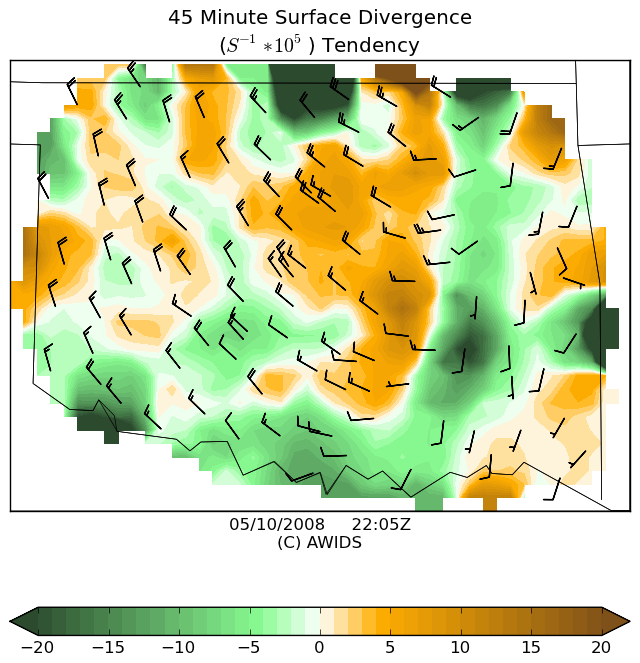 45 Minute Surface Divergence
(S⁻¹ *10⁵ ) Tendency
05/10/2008 22:05Z
(C) AWIDS
−20 −15 −10 −5 0 5 10 15 20